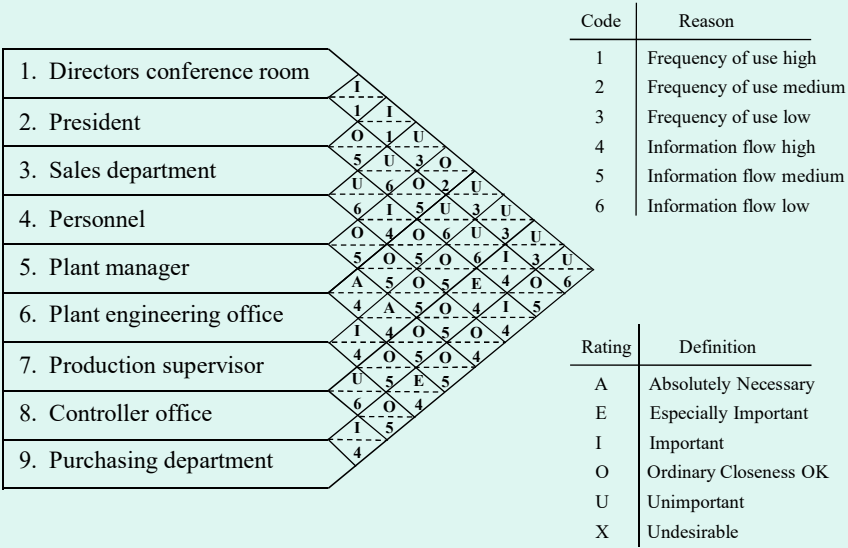 1. Directors conference room
2. President
3. Sales department
4. Personnel
5. Plant manager
6. Plant engineering office
7. Production supervisor
8. Controller office
9. Purchasing department
I
1 I
O 1 U
5 U 3 O
U 6 O 2 U
6 I 5 U 3 U
O 4 O 6 U 3 U
5 O 5 O 6 I 3 U
A 5 O 5 E 4 O 6
4 A 5 O 4 I 5
I 4 O 5 O 4
4 O 5 O 4
U 5 E 5
6 O 4
I 5
4
Code Reason
1 Frequency of use high
2 Frequency of use medium
3 Frequency of use low
4 Information flow high
5 Information flow medium
6 Information flow low
Rating Definition
A Absolutely Necessary
E Especially Important
I Important
O Ordinary Closeness OK
U Unimportant
X Undesirable